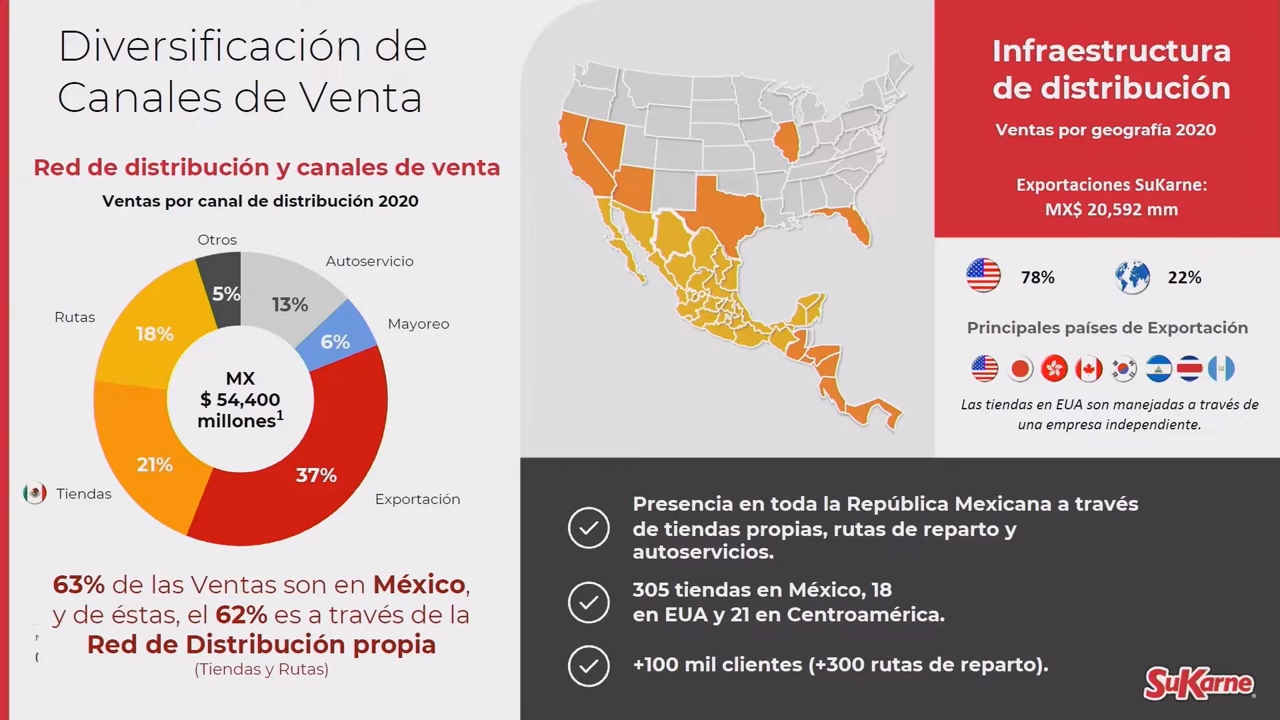 Diversificación de
Canales de Venta
Red de distribución y canales de venta
Ventas por canal de distribución 2020
Otros
Autoservicio
5%
13%
Rutas
18%
Mayoreo
6%
MX
$ 54,400
millones¹
21%
37%
Tiendas
Exportación
63% de las Ventas son en México,
y de éstas, el 62% es a través de la
Red de Distribución propia
(Tiendas y Rutas)
Infraestructura
de distribución
Ventas por geografía 2020
Exportaciones SuKarne:
MX$ 20,592 mm
78%
22%
Principales países de Exportación
Las tiendas en EUA son manejadas a través de
una empresa independiente.
Presencia en toda la República Mexicana a través
de tiendas propias, rutas de reparto y
autoservicios.
305 tiendas en México, 18
en EUA y 21 en Centroamérica.
+100 mil clientes (+300 rutas de reparto).
SuKarne